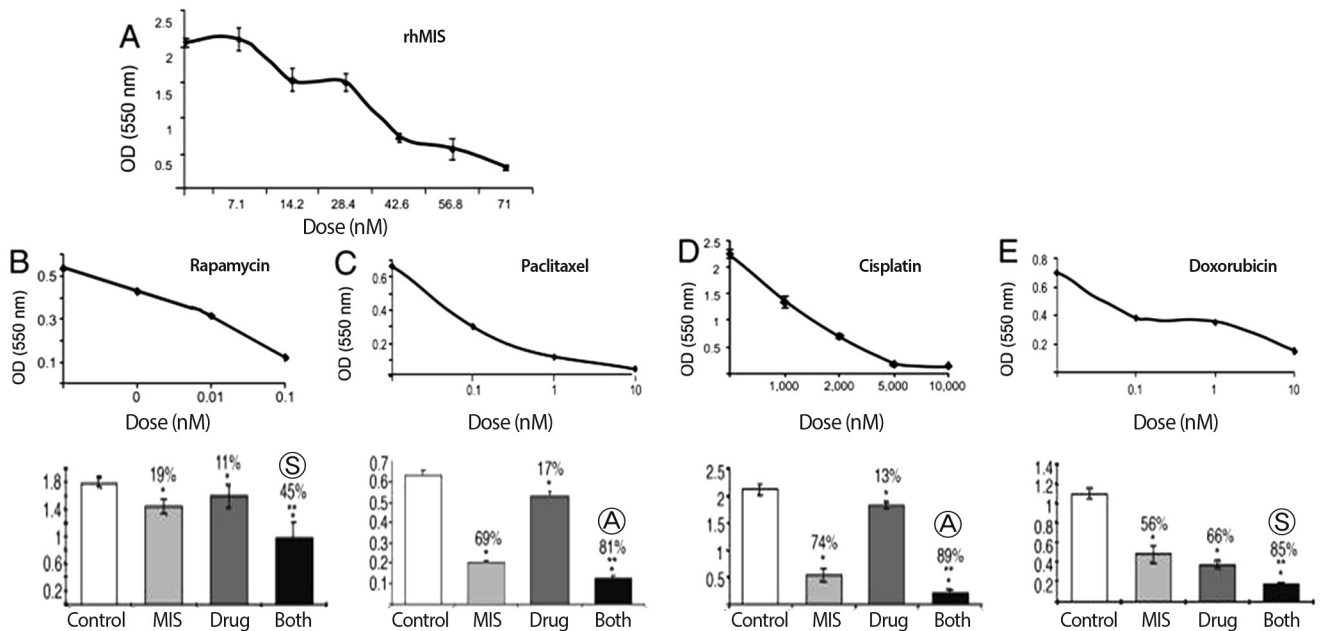 A
rhMIS
OD (550 nm)
2.5
2
1.5
1
0.5
7.1 14.2 28.4 42.6 56.8 71
Dose (nM)
B
Rapamycin
OD (550 nm)
0.5
0.3
0.1
0 0.01 0.1
Dose (nM)
C
Paclitaxel
OD (550 nm)
0.6
0.4
0.2
0.1 1 10
Dose (nM)
D
Cisplatin
OD (550 nm)
2.5
2
1.5
1
0.5
1,000 2,000 5,000 10,000
Dose (nM)
E
Doxorubicin
OD (550 nm)
0.8
0.6
0.4
0.2
0.1 1 10
Dose (nM)
1.8
1.4
1
0.6
0.2
19%
*
11%
*
Ⓢ
45%
**
*
Control MIS Drug Both
0.7
0.6
0.5
0.4
0.3
0.2
0.1
69%
*
17%
*
Ⓐ
81%
**
*
Control MIS Drug Both
2.5
2
1.5
1
0.5
74%
*
13%
*
Ⓐ
89%
**
*
Control MIS Drug Both
1.4
1.2
1
0.8
0.6
0.4
0.2
56%
*
66%
*
Ⓢ
85%
**
*
Control MIS Drug Both